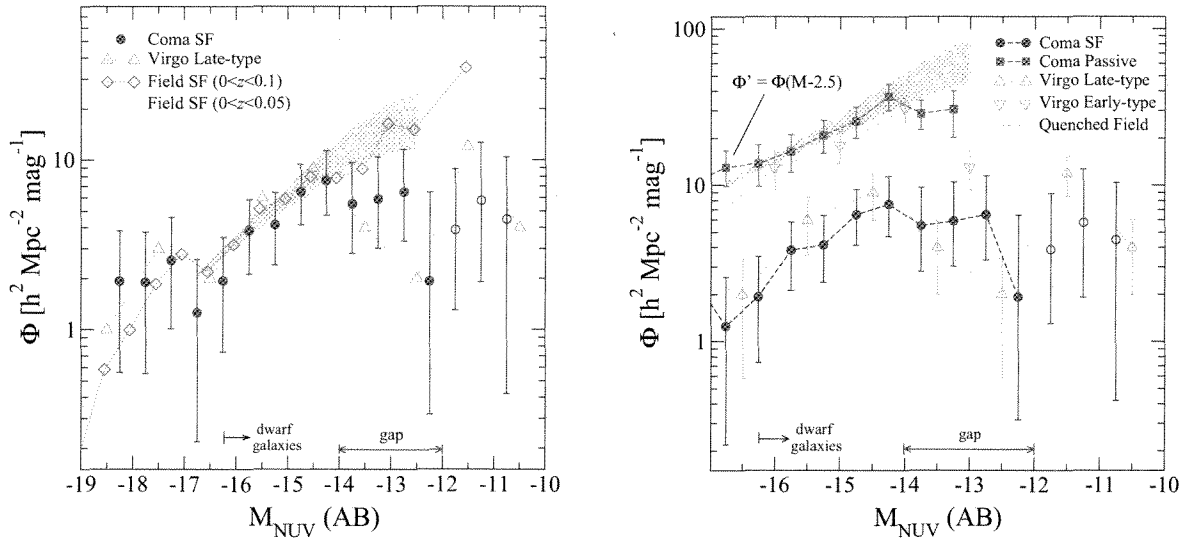 Coma SF
Virgo Late-type
Field SF (0<z<0.1)
Field SF (0<z<0.05)
10
1
Φ [h² Mpc⁻² mag⁻¹]
dwarf
galaxies
gap
-19 -18 -17 -16 -15 -14 -13 -12 -11 -10
M_NUV (AB)
100
10
1
Φ [h² Mpc⁻² mag⁻¹]
Coma SF
Coma Passive
Virgo Late-type
Virgo Early-type
Quenched Field
Φ' = Φ(M-2.5)
dwarf
galaxies
gap
-16 -15 -14 -13 -12 -11 -10
M_NUV (AB)